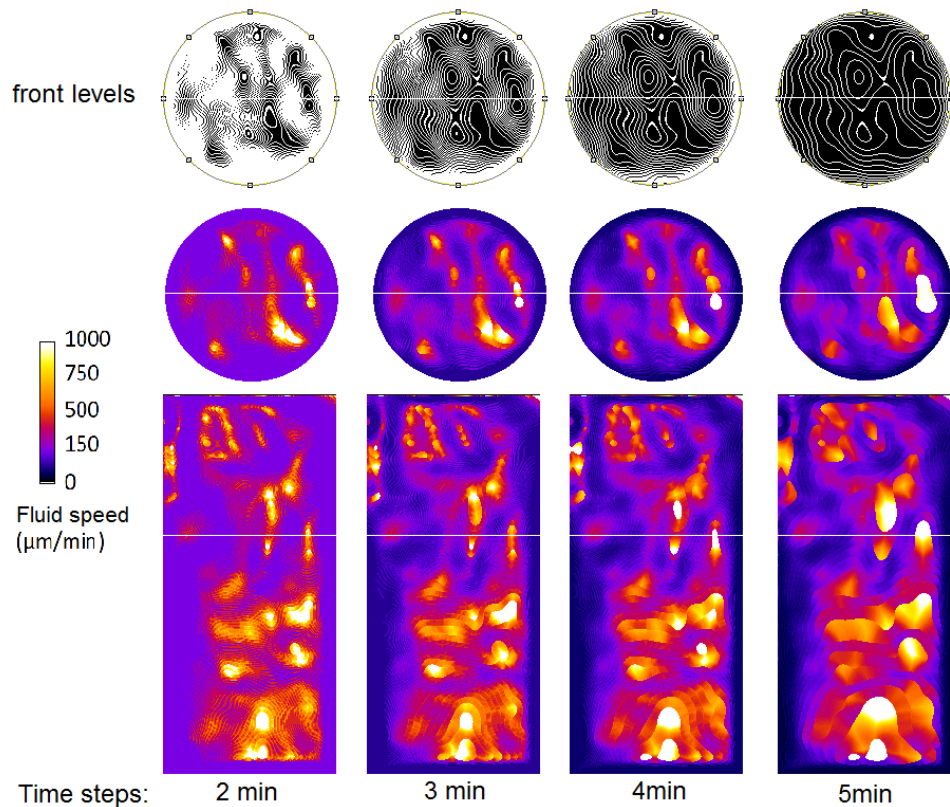 front levels
1000
750
500
150
0
Fluid speed
(µm/min)
Time steps: 2 min 3 min 4min 5min